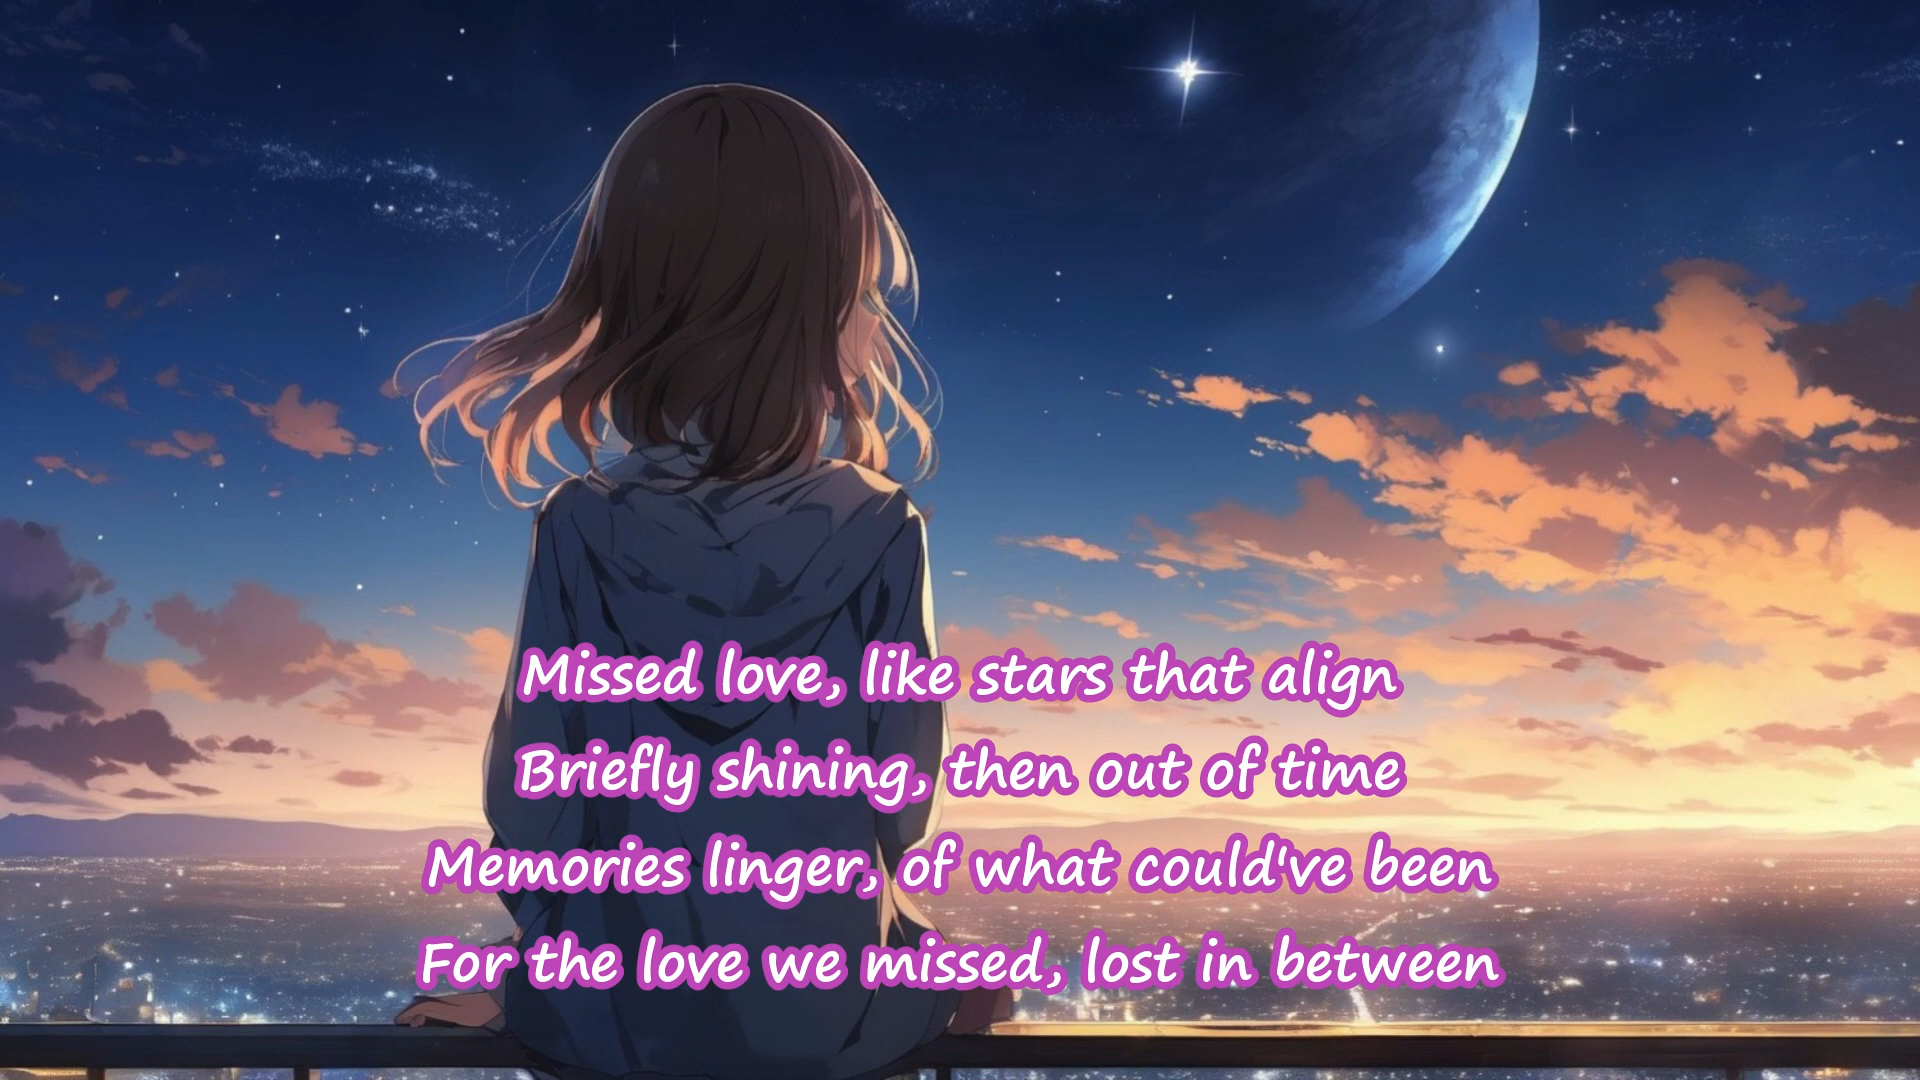 Missed love, like stars that align
Briefly shining, then out of time
Memories linger, of what could've been
For the love we missed, lost in between